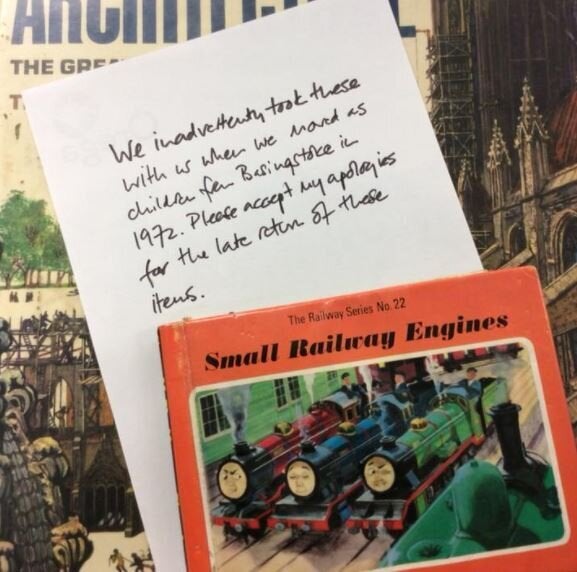 THE GREA
T
We inadvertently took these
with us when we moved as
children from Basingstoke in
1972. Please accept my apologies
for the late return of these
items.
The Railway Series No. 22
Small Railway Engines